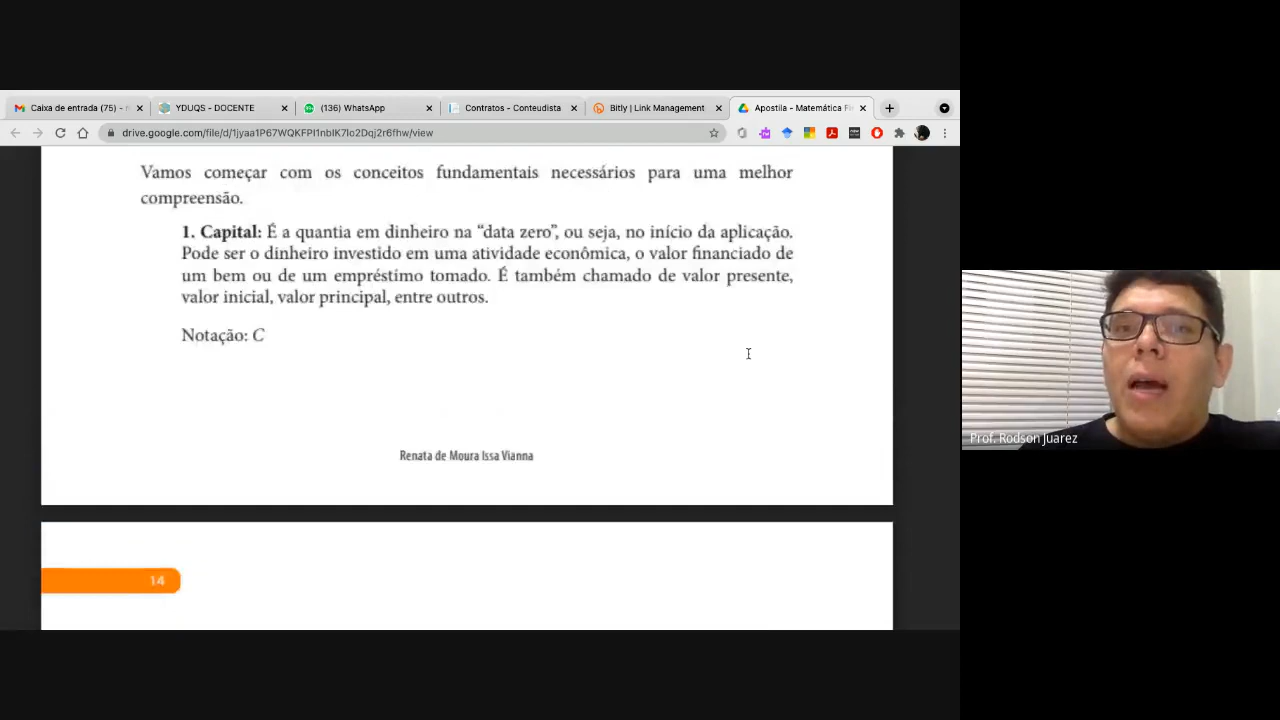 Caixa de entrada (75) - r
YDUQS - DOCENTE
(136) WhatsApp
Contratos - Conteudista
Bitly | Link Management
Apostila - Matemática Fi
drive.google.com/file/d/1jyaa1P67WQKFPI1nbIK7Io2Dqj2r6fhw/view
Vamos começar com os conceitos fundamentais necessários para uma melhor
compreensão.
1. Capital: É a quantia em dinheiro na “data zero”, ou seja, no início da aplicação.
Pode ser o dinheiro investido em uma atividade econômica, o valor financiado de
um bem ou de um empréstimo tomado. É também chamado de valor presente,
valor inicial, valor principal, entre outros.
Notação: C
Renata de Moura Issa Vianna
14
Prof. Rodson Juarez